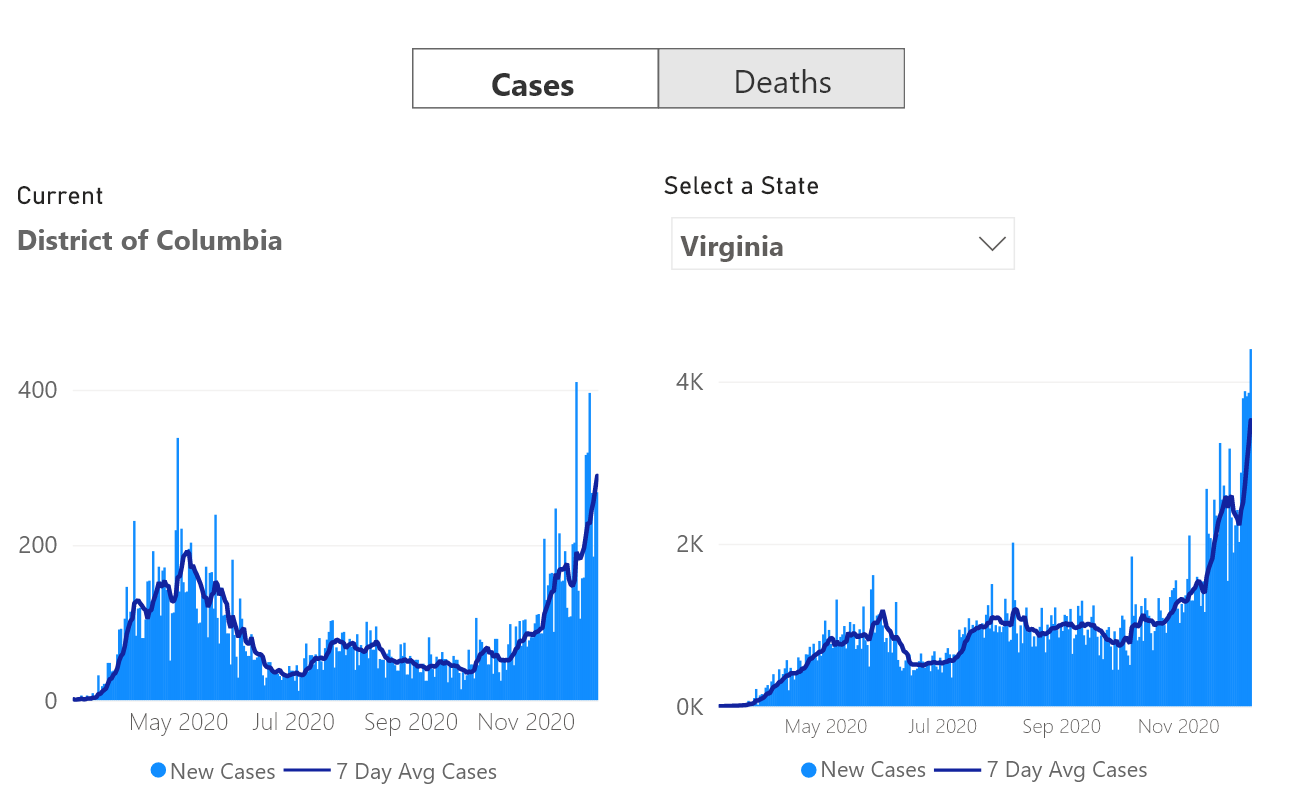 Cases
Deaths
Current
District of Columbia
Select a State
Virginia
400
200
0
May 2020
Jul 2020
Sep 2020
Nov 2020
New Cases
7 Day Avg Cases
4K
2K
0K
May 2020
Jul 2020
Sep 2020
Nov 2020
New Cases
7 Day Avg Cases